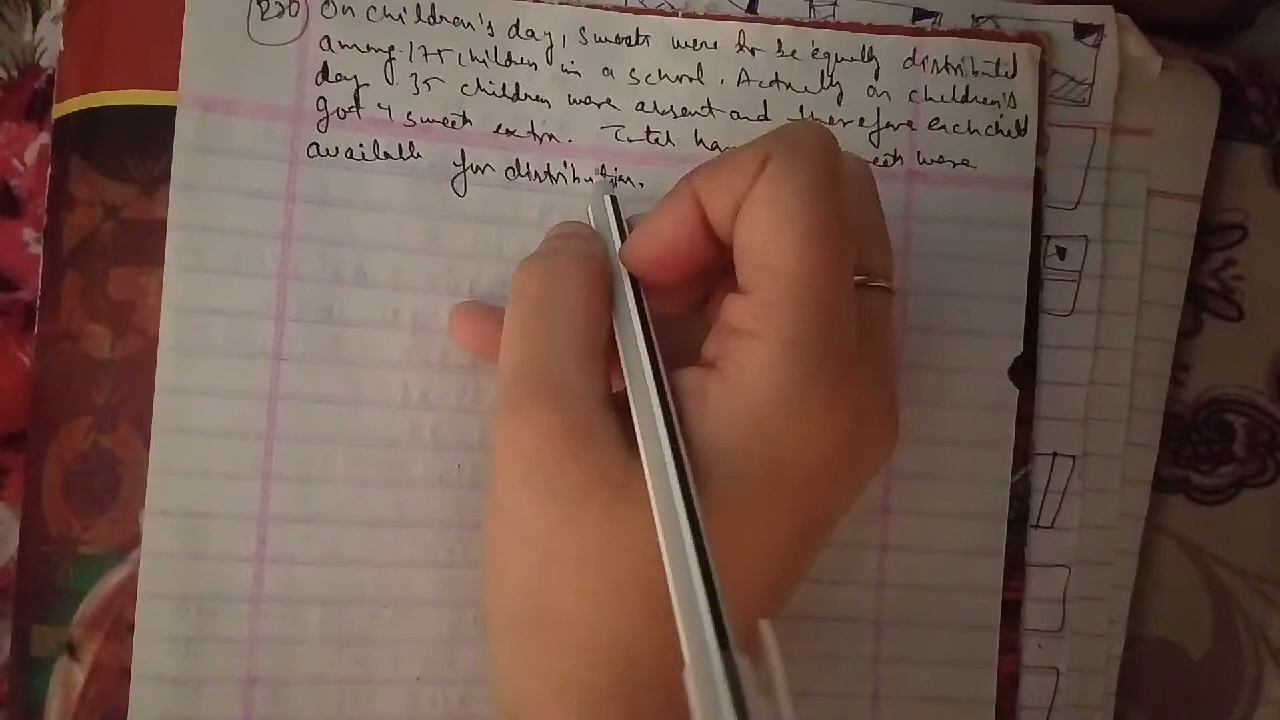 230 On children's day, sweets were to be equally distributed
among 175 children in a school. Actually on children's
day 35 children were absent and therefore each child
got 4 sweets extra. Total were
available for distribution.